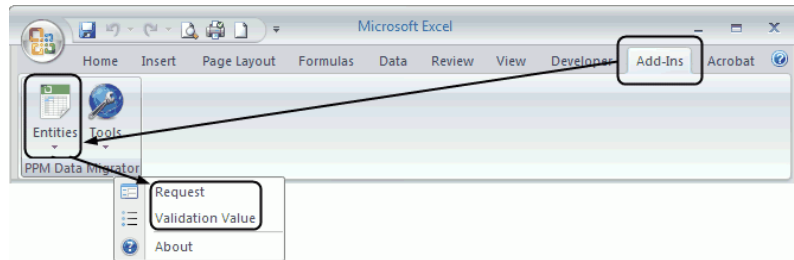 Microsoft Excel
Home Insert Page Layout Formulas Data Review View Developer Add-Ins Acrobat
Entities Tools
PPM Data Migrator
Request
Validation Value
About